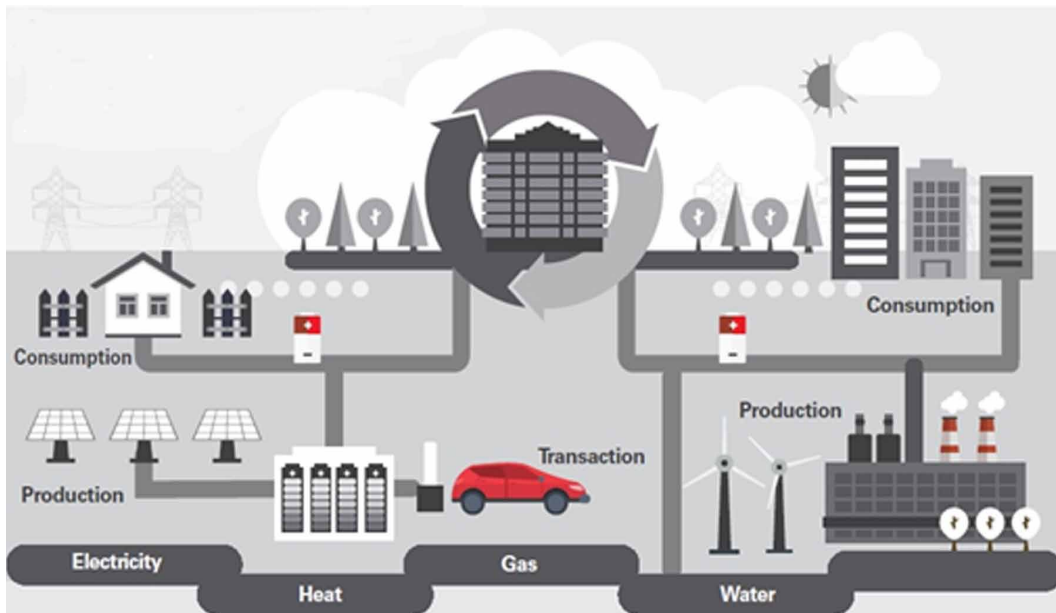 Consumption
Consumption
Production
Transaction
Production
Electricity
Gas
Heat
Water